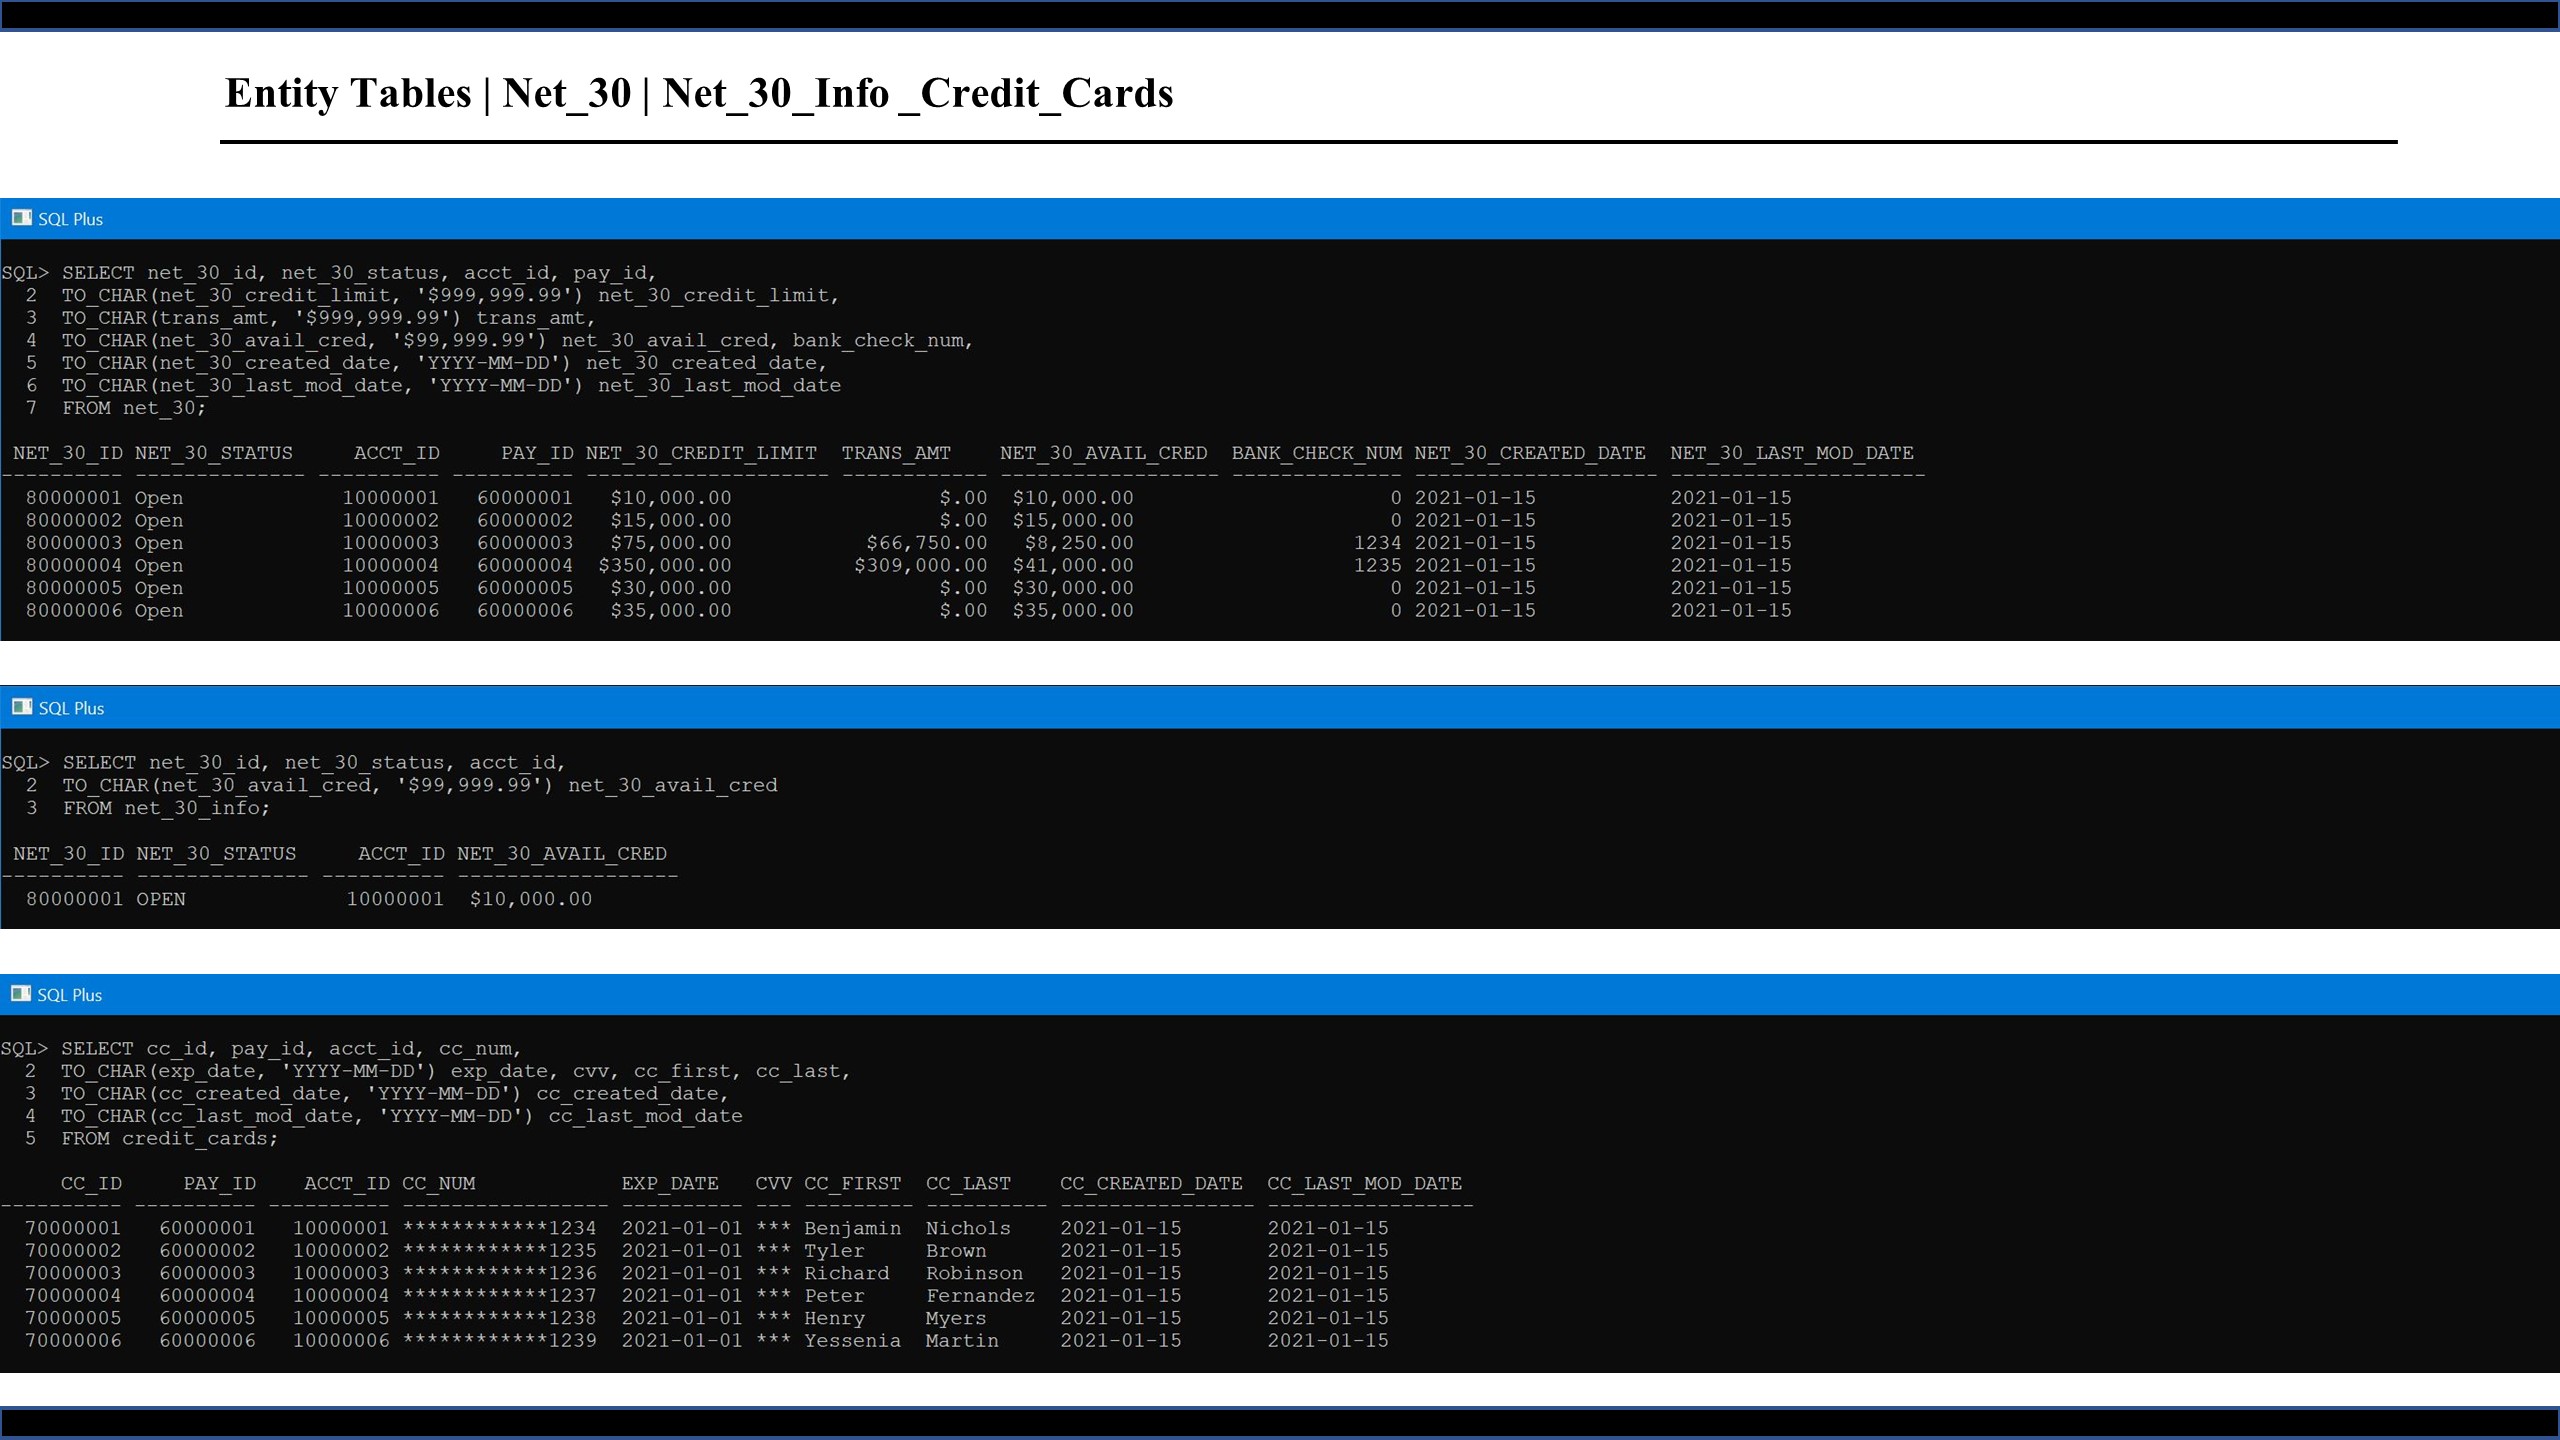 Entity Tables | Net_30 | Net_30_Info _Credit_Cards
SQL Plus
SQL> SELECT net_30_id, net_30_status, acct_id, pay_id,
  2  TO_CHAR(net_30_credit_limit, '$999,999.99') net_30_credit_limit,
  3  TO_CHAR(trans_amt, '$999,999.99') trans_amt,
  4  TO_CHAR(net_30_avail_cred, '$99,999.99') net_30_avail_cred, bank_check_num,
  5  TO_CHAR(net_30_created_date, 'YYYY-MM-DD') net_30_created_date,
  6  TO_CHAR(net_30_last_mod_date, 'YYYY-MM-DD') net_30_last_mod_date
  7  FROM net_30;
NET_30_ID NET_30_STATUS ACCT_ID PAY_ID NET_30_CREDIT_LIMIT TRANS_AMT NET_30_AVAIL_CRED BANK_CHECK_NUM NET_30_CREATED_DATE NET_30_LAST_MOD_DATE
---------- -------------- ---------- ---------- -------------------- ------------ ------------------ -------------- -------------------- ---------------------
80000001 Open 10000001 60000001 $10,000.00 $.00 $10,000.00 0 2021-01-15 2021-01-15
80000002 Open 10000002 60000002 $15,000.00 $.00 $15,000.00 0 2021-01-15 2021-01-15
80000003 Open 10000003 60000003 $75,000.00 $66,750.00 $8,250.00 1234 2021-01-15 2021-01-15
80000004 Open 10000004 60000004 $350,000.00 $309,000.00 $41,000.00 1235 2021-01-15 2021-01-15
80000005 Open 10000005 60000005 $30,000.00 $.00 $30,000.00 0 2021-01-15 2021-01-15
80000006 Open 10000006 60000006 $35,000.00 $.00 $35,000.00 0 2021-01-15 2021-01-15
SQL Plus
SQL> SELECT net_30_id, net_30_status, acct_id,
  2  TO_CHAR(net_30_avail_cred, '$99,999.99') net_30_avail_cred
  3  FROM net_30_info;
NET_30_ID NET_30_STATUS ACCT_ID NET_30_AVAIL_CRED
---------- -------------- ---------- ------------------
80000001 OPEN 10000001 $10,000.00
SQL Plus
SQL> SELECT cc_id, pay_id, acct_id, cc_num,
  2  TO_CHAR(exp_date, 'YYYY-MM-DD') exp_date, cvv, cc_first, cc_last,
  3  TO_CHAR(cc_created_date, 'YYYY-MM-DD') cc_created_date,
  4  TO_CHAR(cc_last_mod_date, 'YYYY-MM-DD') cc_last_mod_date
  5  FROM credit_cards;
CC_ID PAY_ID ACCT_ID CC_NUM EXP_DATE CVV CC_FIRST CC_LAST CC_CREATED_DATE CC_LAST_MOD_DATE
---------- ---------- ---------- ----------------- ---------- --- --------- ---------- ---------------- -----------------
70000001 60000001 10000001 ************1234 2021-01-01 *** Benjamin Nichols 2021-01-15 2021-01-15
70000002 60000002 10000002 ************1235 2021-01-01 *** Tyler Brown 2021-01-15 2021-01-15
70000003 60000003 10000003 ************1236 2021-01-01 *** Richard Robinson 2021-01-15 2021-01-15
70000004 60000004 10000004 ************1237 2021-01-01 *** Peter Fernandez 2021-01-15 2021-01-15
70000005 60000005 10000005 ************1238 2021-01-01 *** Henry Myers 2021-01-15 2021-01-15
70000006 60000006 10000006 ************1239 2021-01-01 *** Yessenia Martin 2021-01-15 2021-01-15